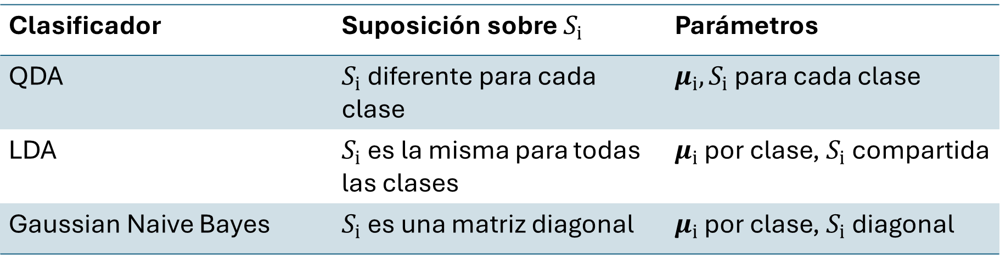 Clasificador Suposición sobre Si Parámetros
QDA Si diferente para cada μi, Si para cada clase
clase
LDA Si es la misma para todas μi por clase, Si compartida
las clases
Gaussian Naive Bayes Si es una matriz diagonal μi por clase, Si diagonal